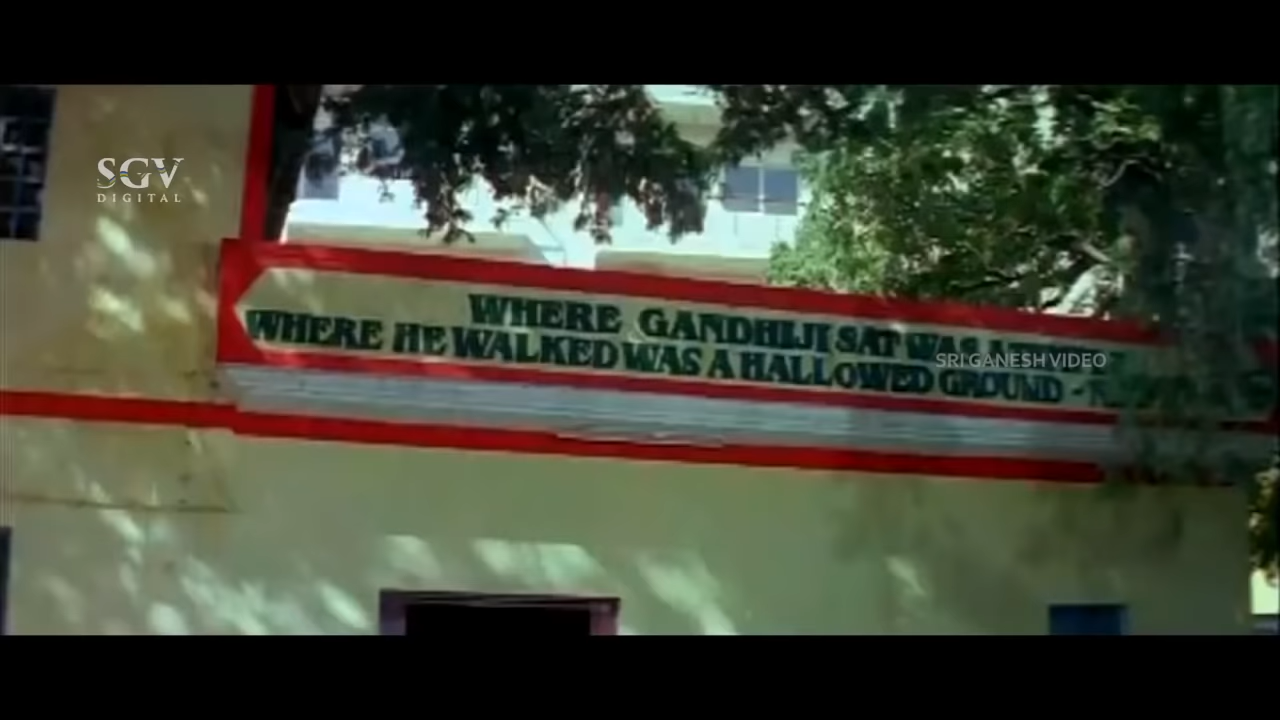 SGV
DIGITAL
WHERE GANDHIJI SAT WAS A
WHERE HE WALKED WAS A HALLOWED GROUND -
SRI GANESH VIDEO